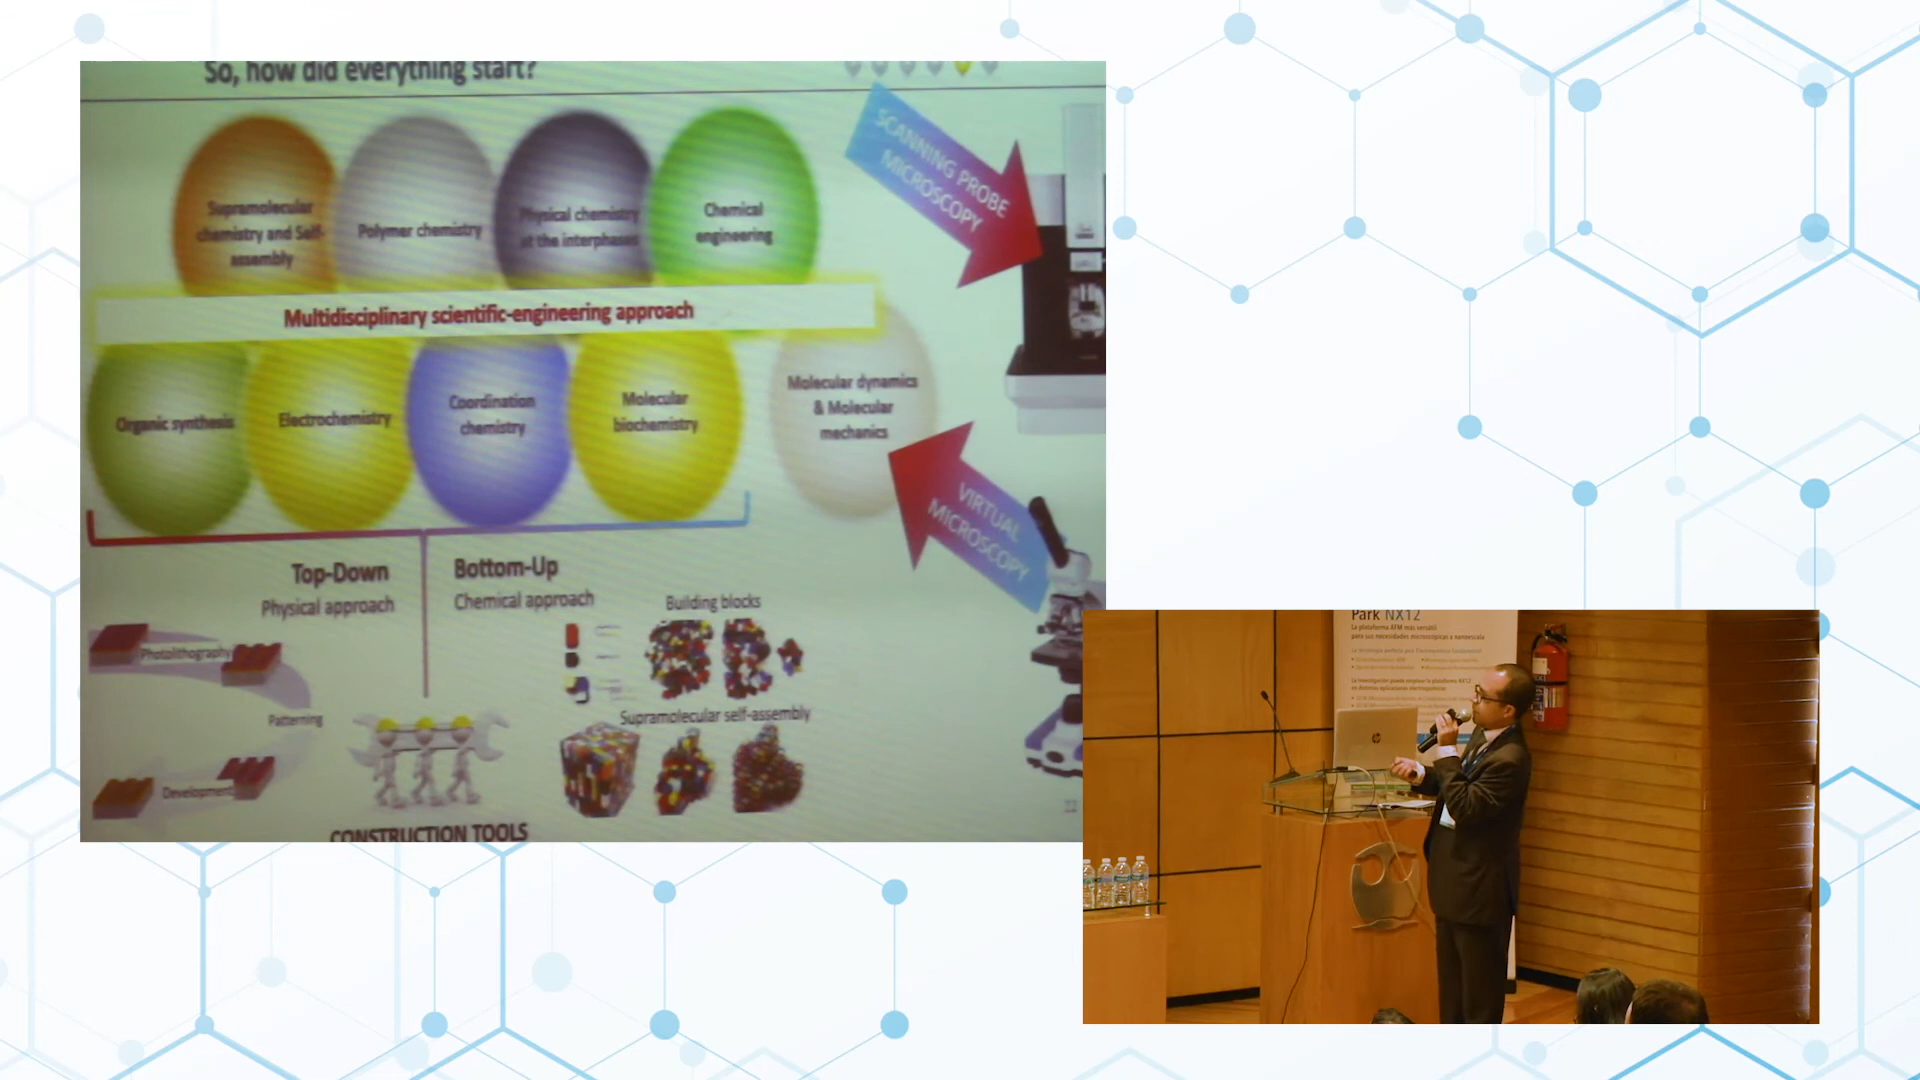 So, how did everything start?
SCANNING PROBE
MICROSCOPY
Supramolecular
chemistry and Self-
assembly
Polymer chemistry
Physical chemistry
at the interphases
Chemical
engineering
Multidisciplinary scientific-engineering approach
Organic synthesis
Electrochemistry
Coordination
chemistry
Molecular
biochemistry
Molecular dynamics
& Molecular
mechanics
VIRTUAL
MICROSCOPY
Top-Down
Physical approach
Bottom-Up
Chemical approach
Building blocks
Photolithography
Patterning
Supramolecular self-assembly
Development
CONSTRUCTION TOOLS
Park NX12
La plataforma AFM más versátil
para sus necesidades microscópicas a nanoescala
hp